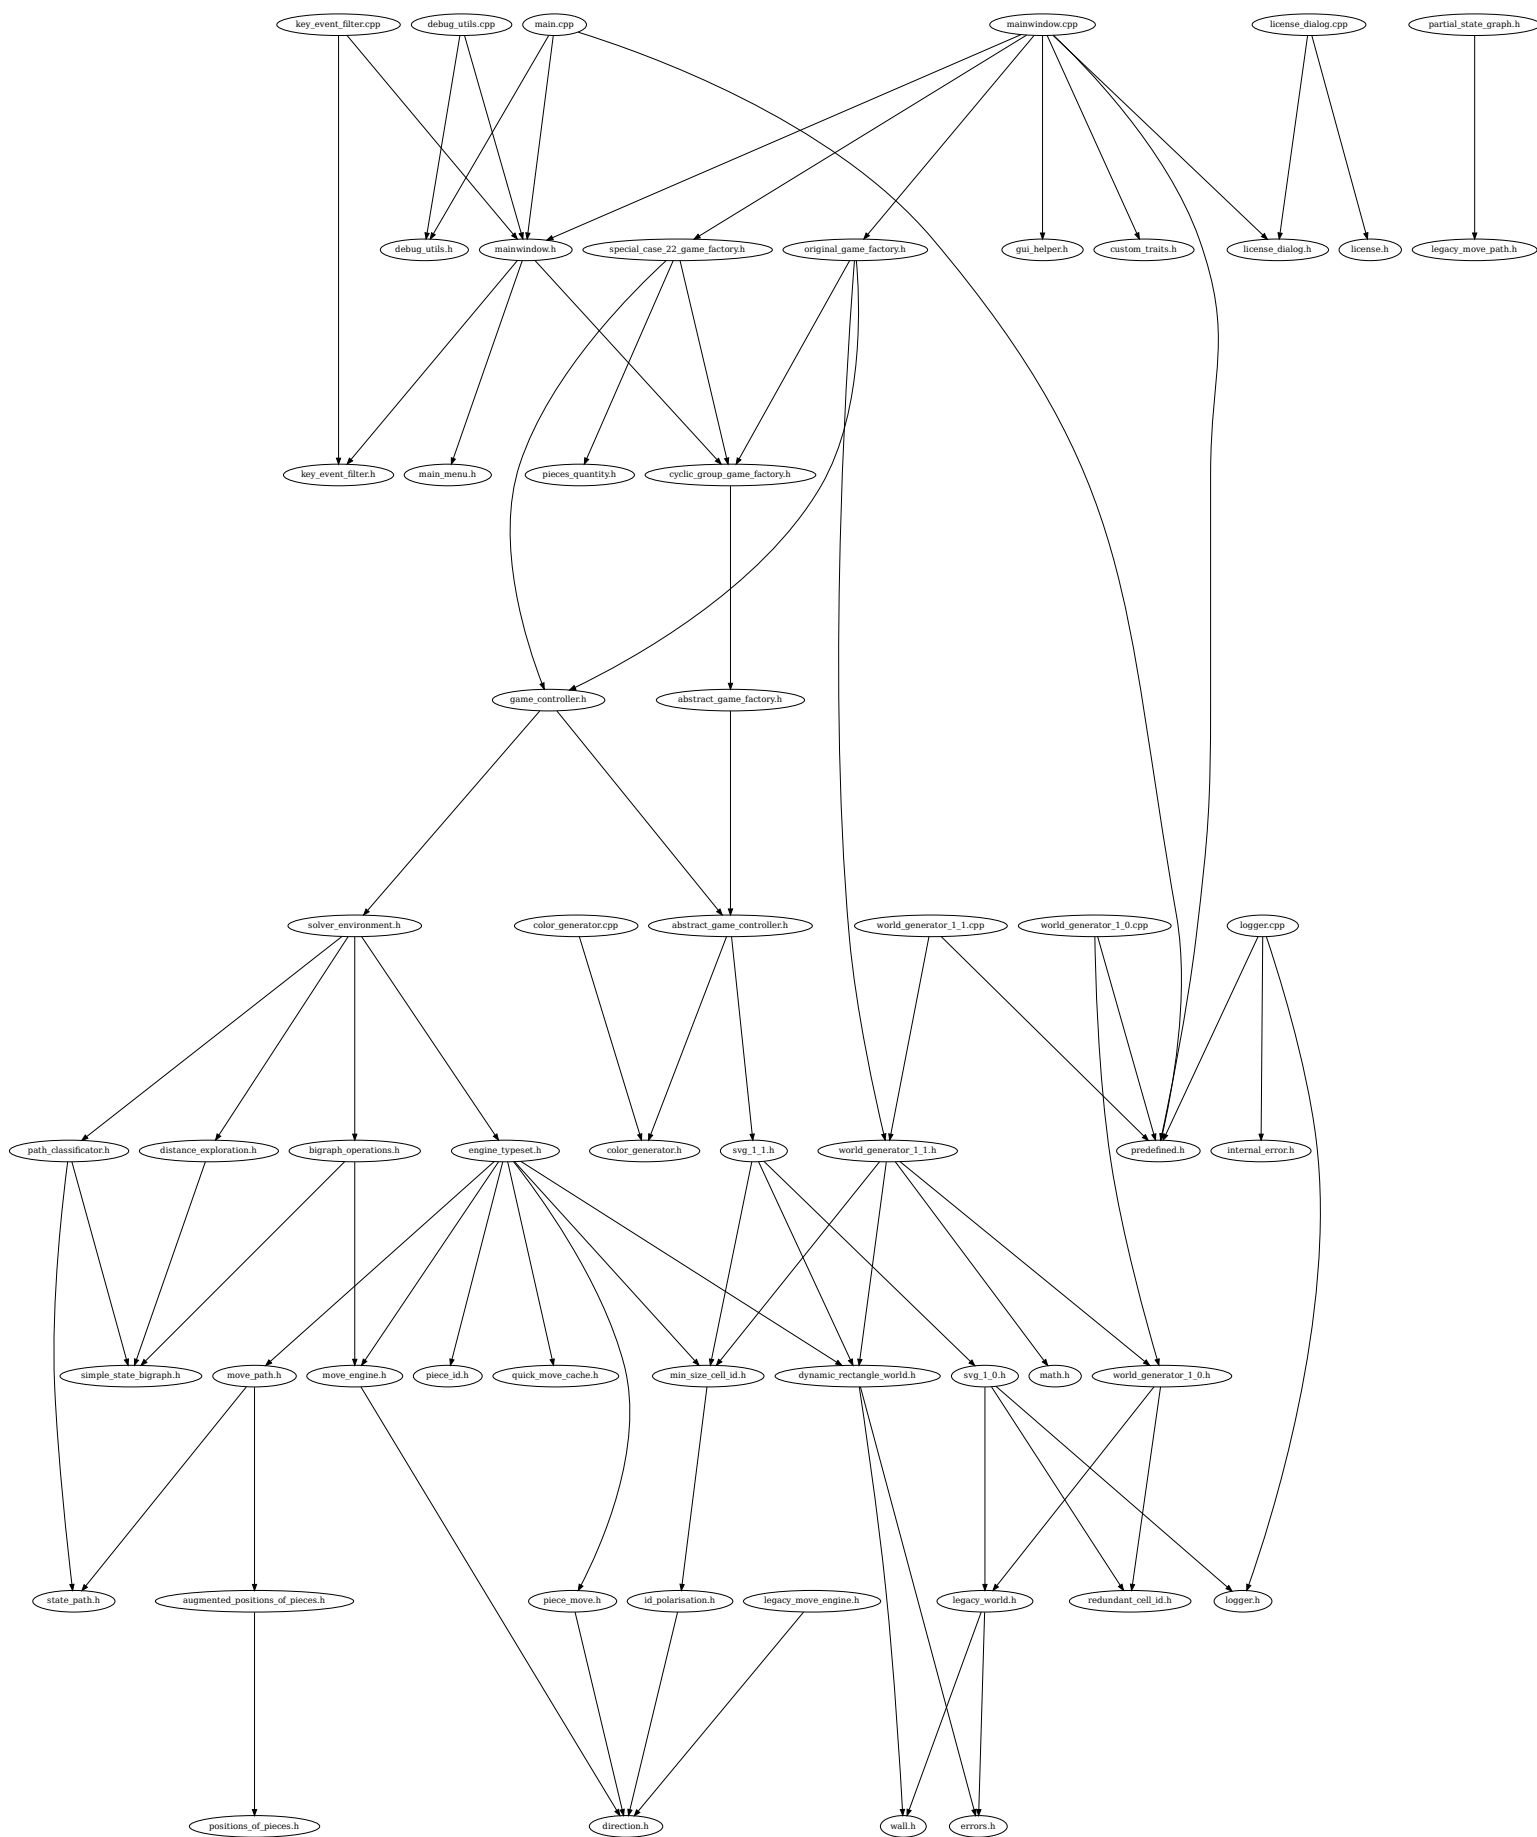 key_event_filter.cpp
debug_utils.cpp
main.cpp
mainwindow.cpp
license_dialog.cpp
partial_state_graph.h
debug_utils.h
mainwindow.h
special_case_22_game_factory.h
original_game_factory.h
gui_helper.h
custom_traits.h
license_dialog.h
license.h
legacy_move_path.h
key_event_filter.h
main_menu.h
pieces_quantity.h
cyclic_group_game_factory.h
game_controller.h
abstract_game_factory.h
solver_environment.h
color_generator.cpp
abstract_game_controller.h
world_generator_1_1.cpp
world_generator_1_0.cpp
logger.cpp
path_classificator.h
distance_exploration.h
bigraph_operations.h
engine_typeset.h
color_generator.h
svg_1_1.h
world_generator_1_1.h
predefined.h
internal_error.h
simple_state_bigraph.h
move_path.h
move_engine.h
piece_id.h
quick_move_cache.h
min_size_cell_id.h
dynamic_rectangle_world.h
svg_1_0.h
math.h
world_generator_1_0.h
state_path.h
augmented_positions_of_pieces.h
piece_move.h
id_polarisation.h
legacy_move_engine.h
legacy_world.h
redundant_cell_id.h
logger.h
positions_of_pieces.h
direction.h
wall.h
errors.h